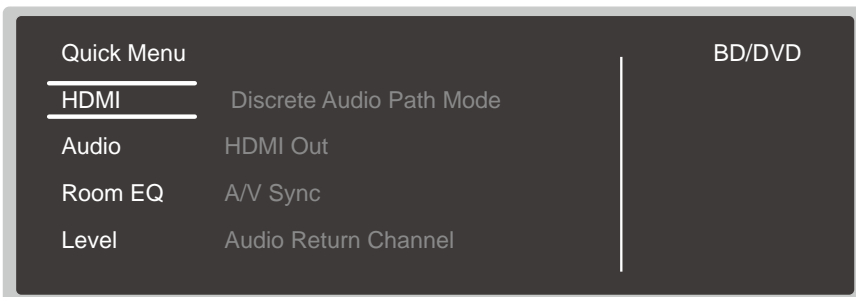 Quick Menu
BD/DVD
HDMI
Discrete Audio Path Mode
Audio
HDMI Out
Room EQ
A/V Sync
Level
Audio Return Channel